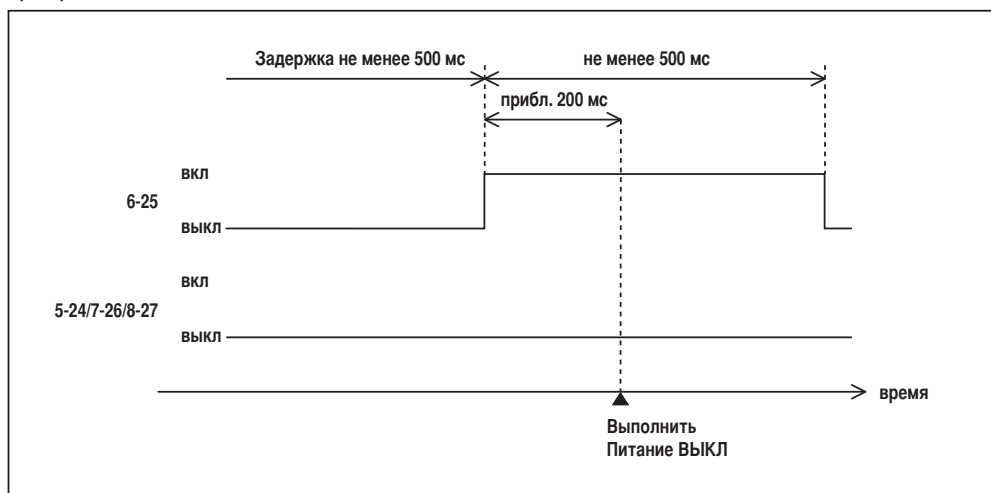 Задержка не менее 500 мс
не менее 500 мс
прибл. 200 мс
вкл
6-25
выкл
вкл
5-24/7-26/8-27
выкл
время
Выполнить
Питание ВЫКЛ